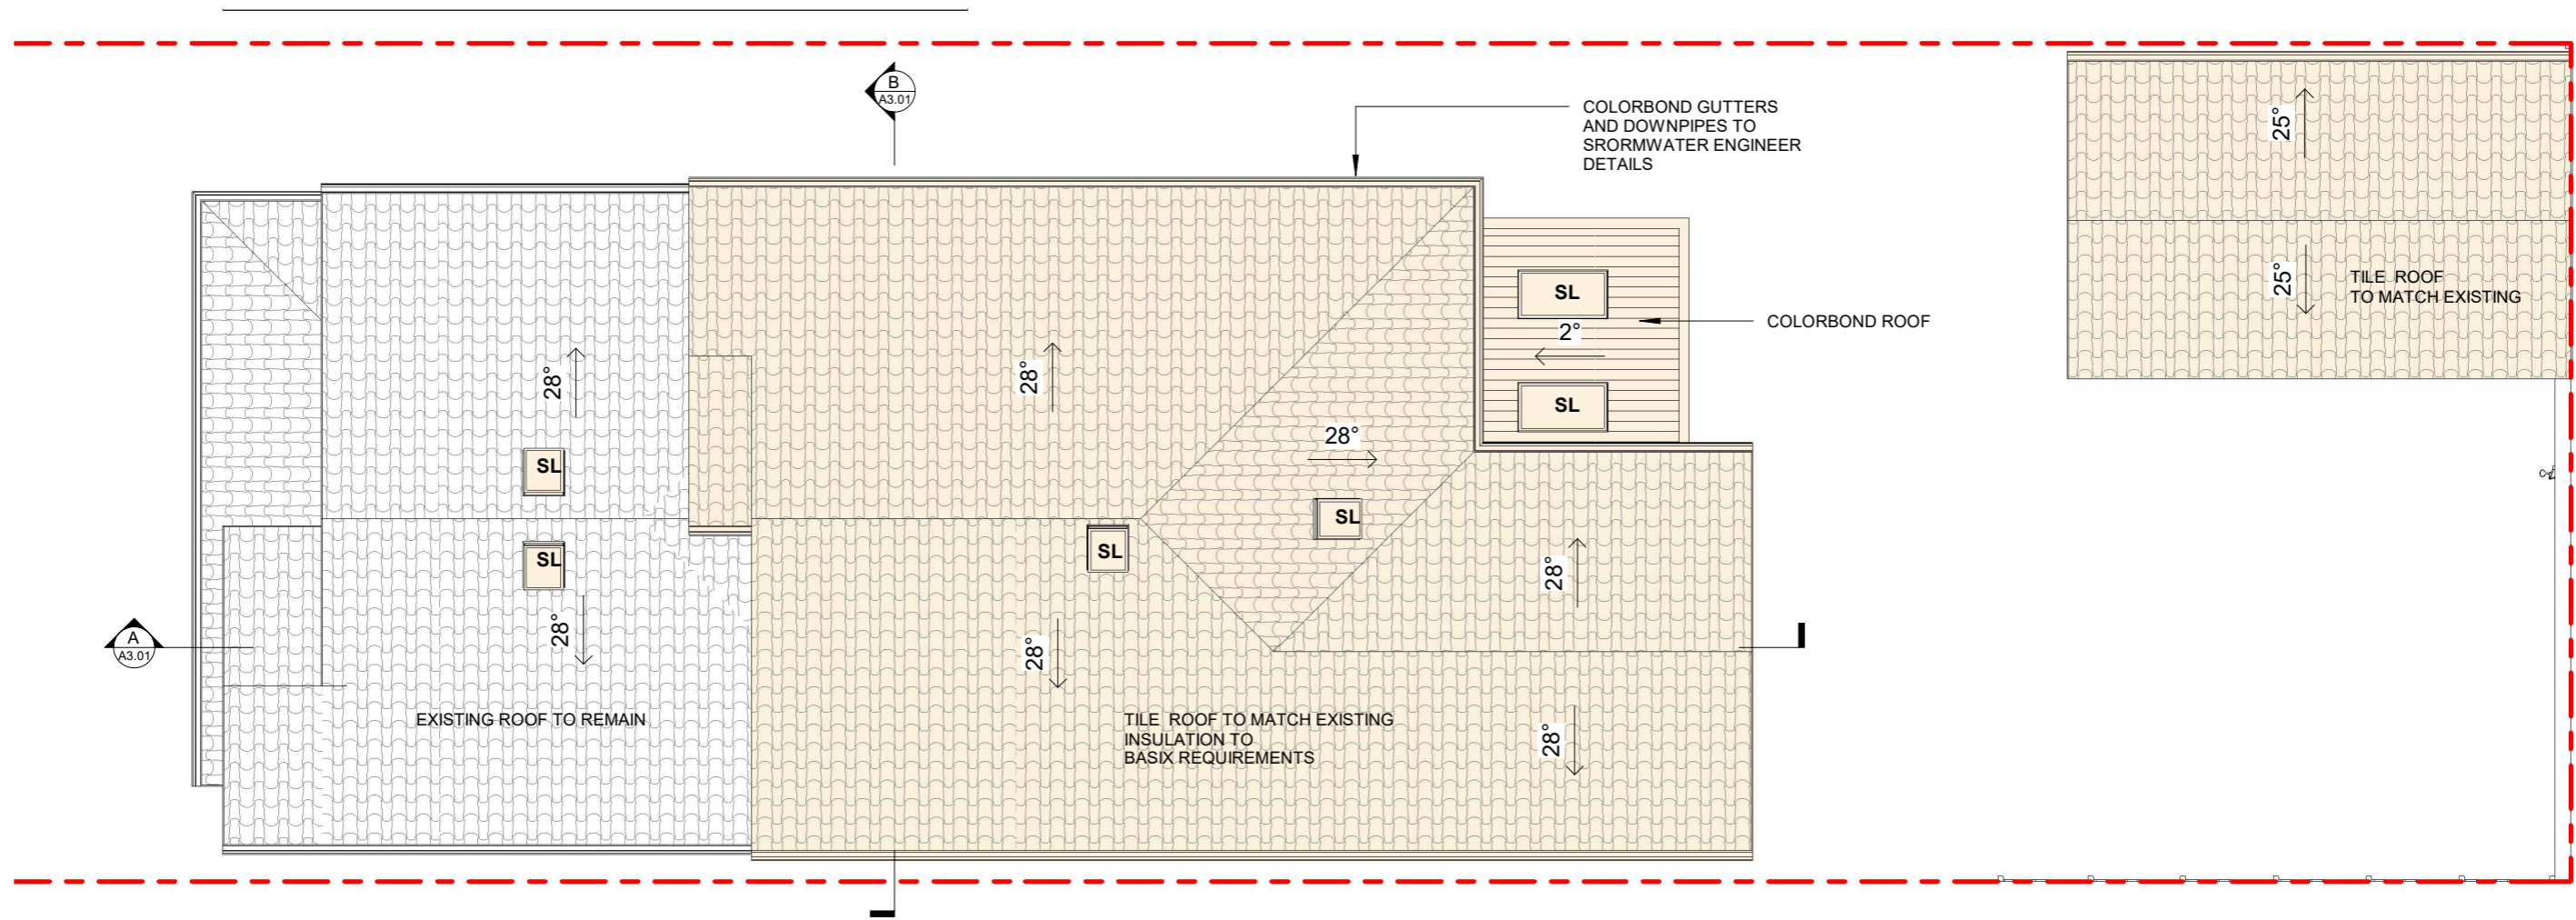 B
A3.01
COLORBOND GUTTERS
AND DOWNPIPES TO
SRORMWATER ENGINEER
DETAILS
25°
25°
TILE ROOF
TO MATCH EXISTING
SL
2°
COLORBOND ROOF
SL
28°
28°
28°
SL
SL
SL
SL
28°
28°
28°
A
A3.01
EXISTING ROOF TO REMAIN
TILE ROOF TO MATCH EXISTING
INSULATION TO
BASIX REQUIREMENTS
28°